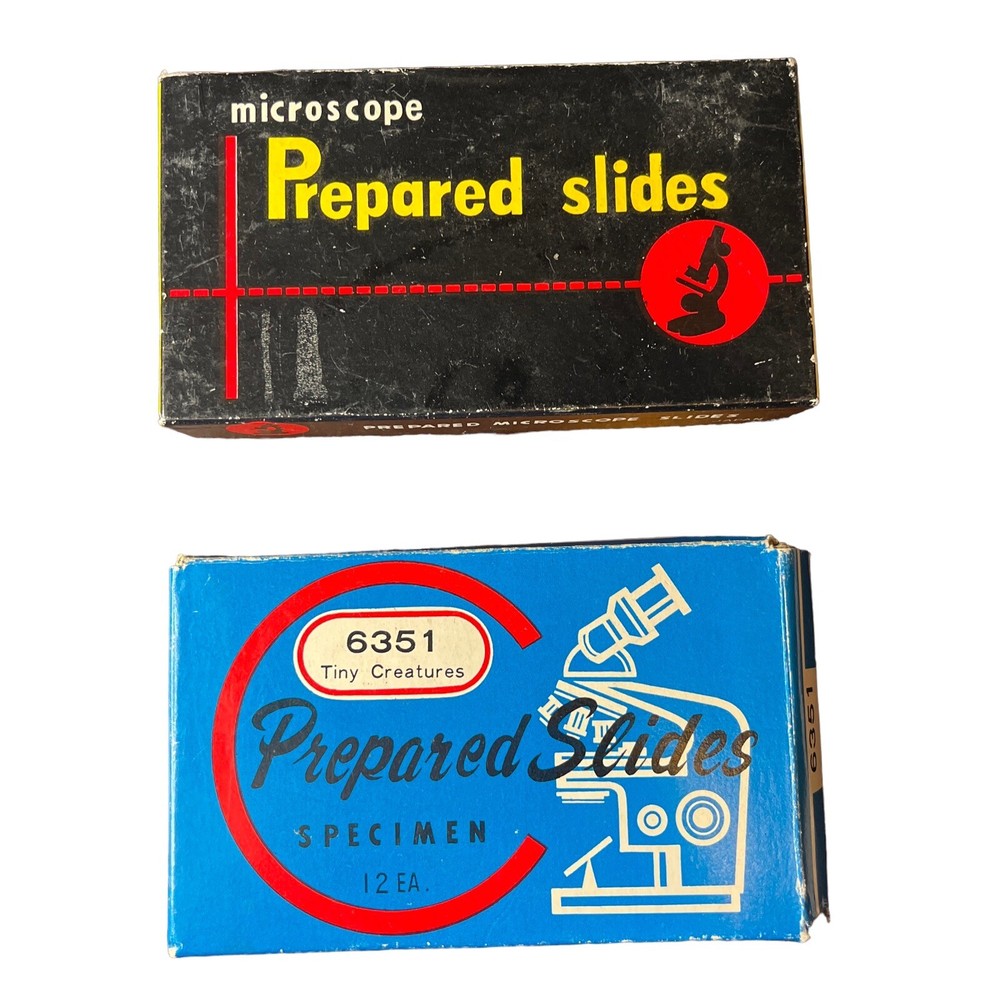 microscope
Prepared slides
PREPARED MICROSCOPE SLIDES
6351
Tiny Creatures
Prepared Slides
SPECIMEN
12 EA.
6351